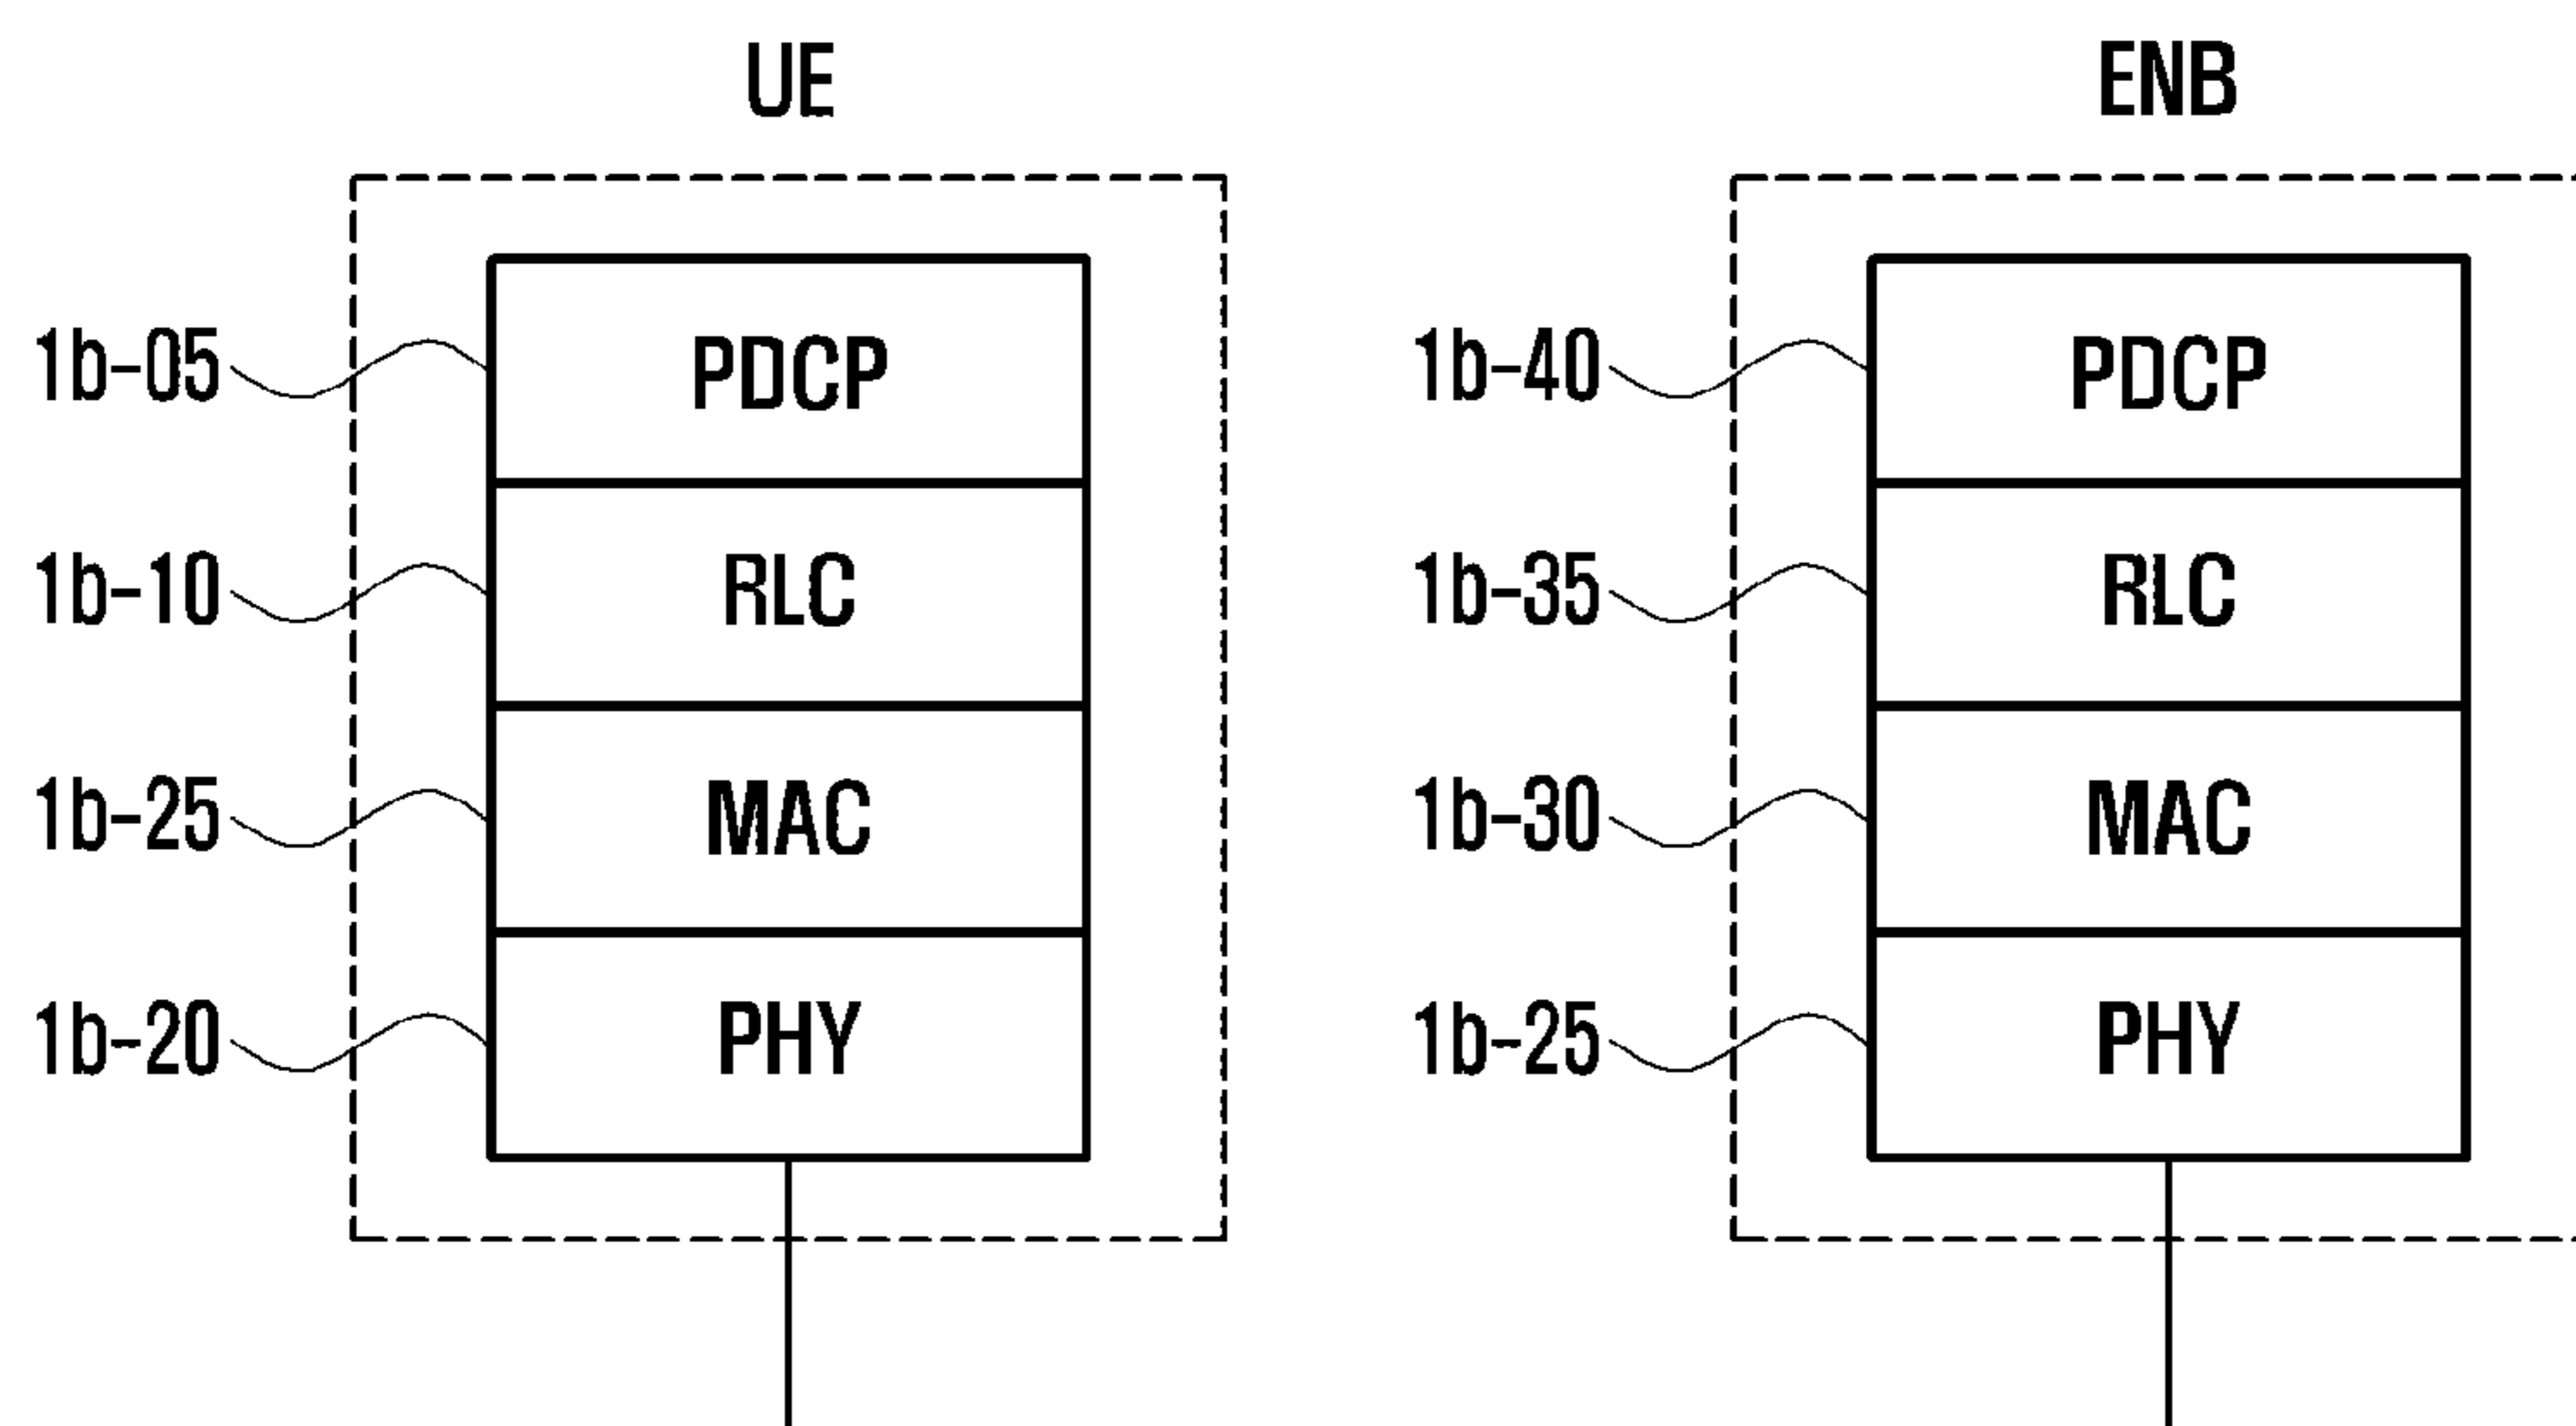 UE
ENB
1b-05
PDCP
1b-40
PDCP
1b-10
RLC
1b-35
RLC
1b-25
MAC
1b-30
MAC
1b-20
PHY
1b-25
PHY